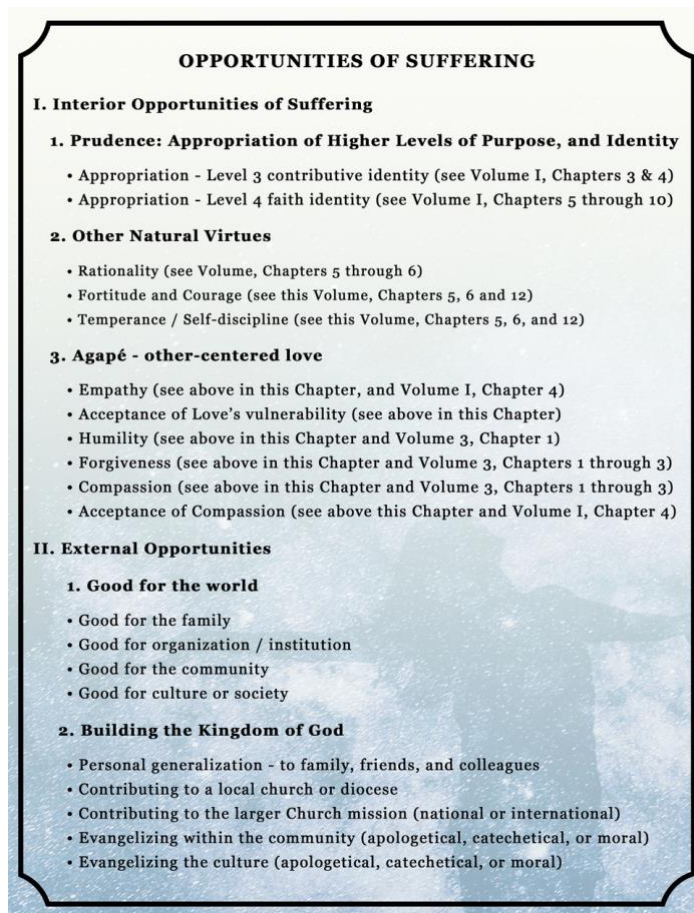 OPPORTUNITIES OF SUFFERING
I. Interior Opportunities of Suffering
1. Prudence: Appropriation of Higher Levels of Purpose, and Identity
• Appropriation - Level 3 contributive identity (see Volume I, Chapters 3 & 4)
• Appropriation - Level 4 faith identity (see Volume I, Chapters 5 through 10)
2. Other Natural Virtues
• Rationality (see Volume, Chapters 5 through 6)
• Fortitude and Courage (see this Volume, Chapters 5, 6 and 12)
• Temperance / Self-discipline (see this Volume, Chapters 5, 6, and 12)
3. Agapé - other-centered love
• Empathy (see above in this Chapter, and Volume I, Chapter 4)
• Acceptance of Love's vulnerability (see above in this Chapter)
• Humility (see above in this Chapter and Volume 3, Chapter 1)
• Forgiveness (see above in this Chapter and Volume 3, Chapters 1 through 3)
• Compassion (see above in this Chapter and Volume 3, Chapters 1 through 3)
• Acceptance of Compassion (see above this Chapter and Volume I, Chapter 4)
II. External Opportunities
1. Good for the world
• Good for the family
• Good for organization / institution
• Good for the community
• Good for culture or society
2. Building the Kingdom of God
• Personal generalization - to family, friends, and colleagues
• Contributing to a local church or diocese
• Contributing to the larger Church mission (national or international)
• Evangelizing within the community (apologetical, catechetical, or moral)
• Evangelizing the culture (apologetical, catechetical, or moral)